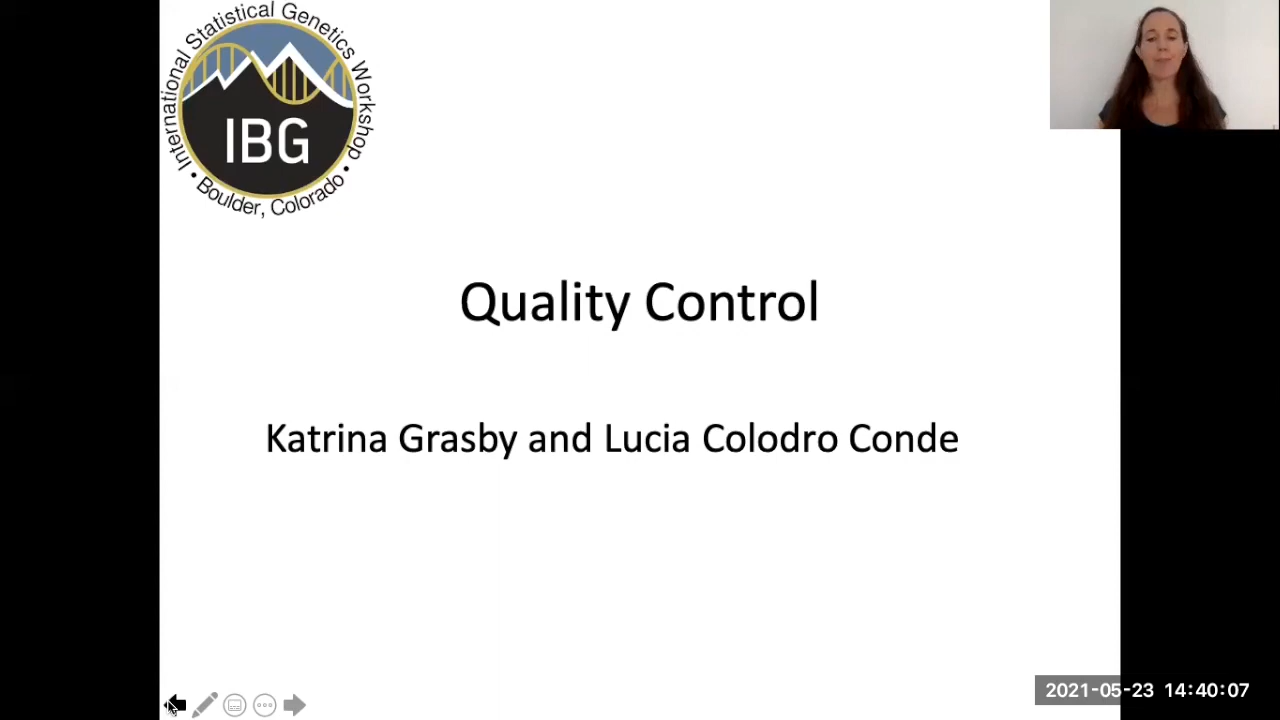 International Statistical Genetics Workshop
IBG
• Boulder, Colorado •
Quality Control
Katrina Grasby and Lucia Colodro Conde
2021-05-23 14:40:07